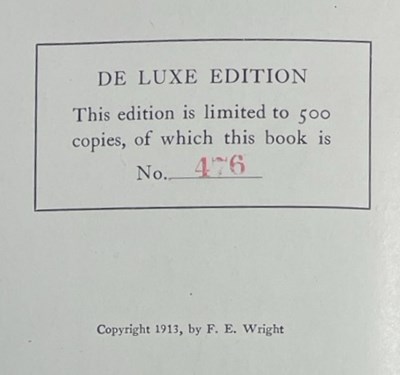 DE LUXE EDITION
This edition is limited to 500
copies, of which this book is
No. 476
Copyright 1913, by F. E. Wright